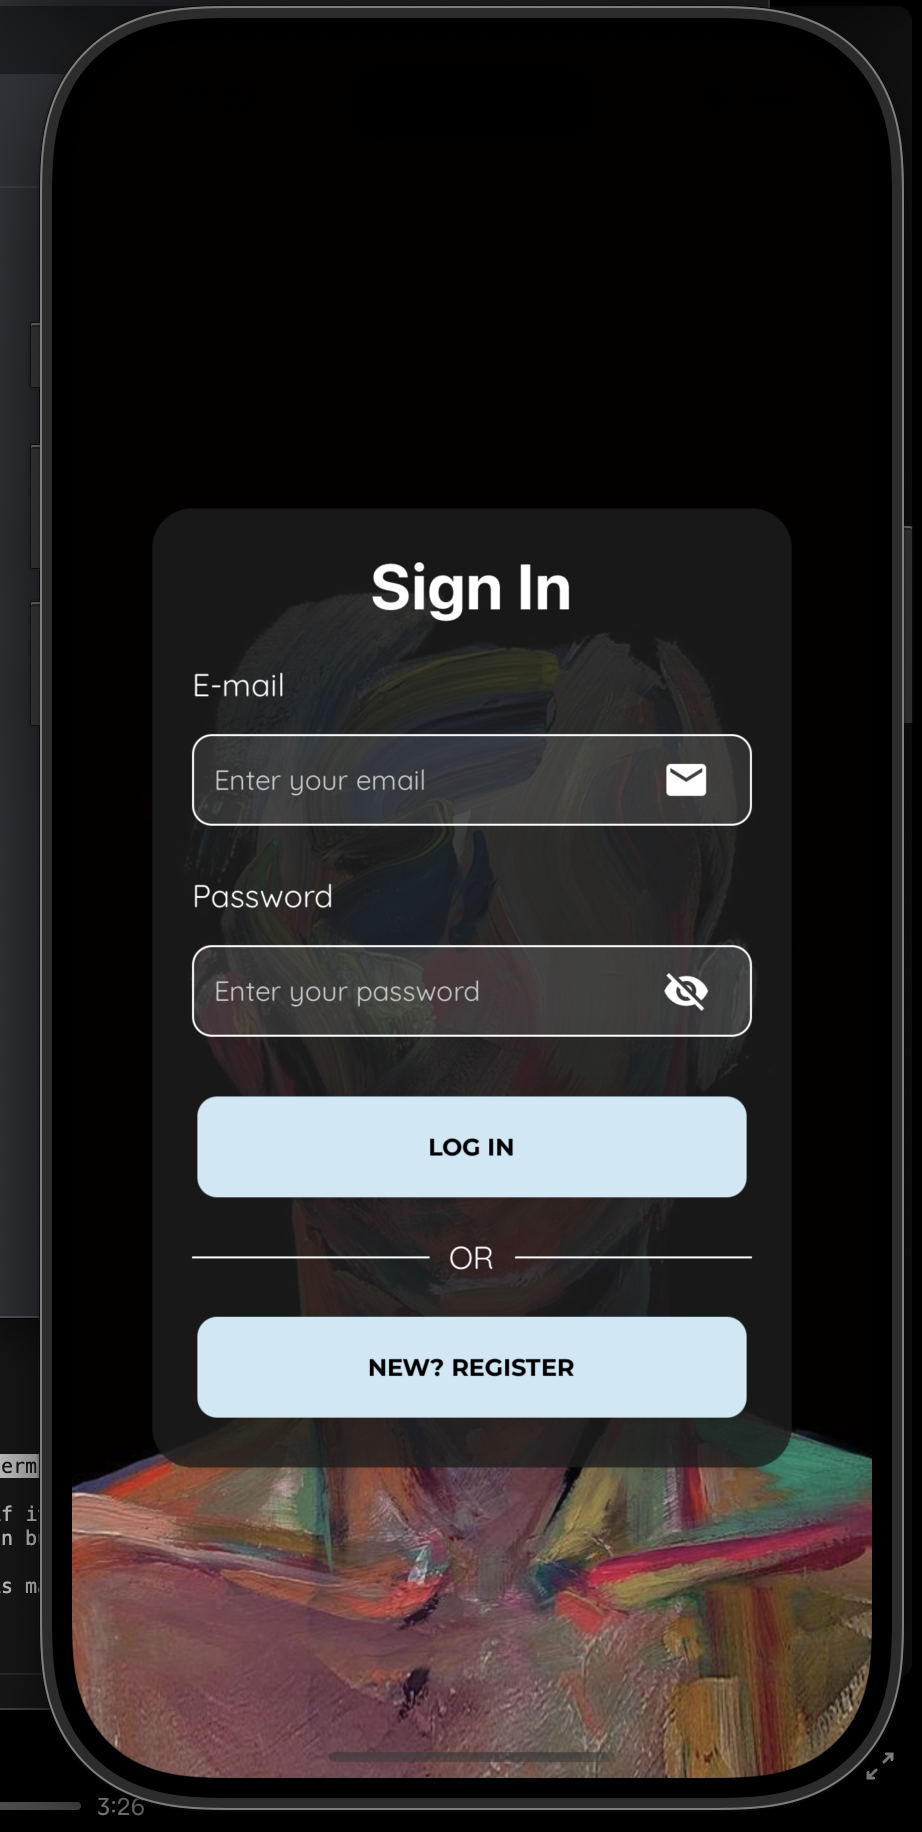 Sign In
E-mail
Enter your email
Password
Enter your password
LOG IN
OR
NEW? REGISTER
erm
f i
n b
s m
3:26